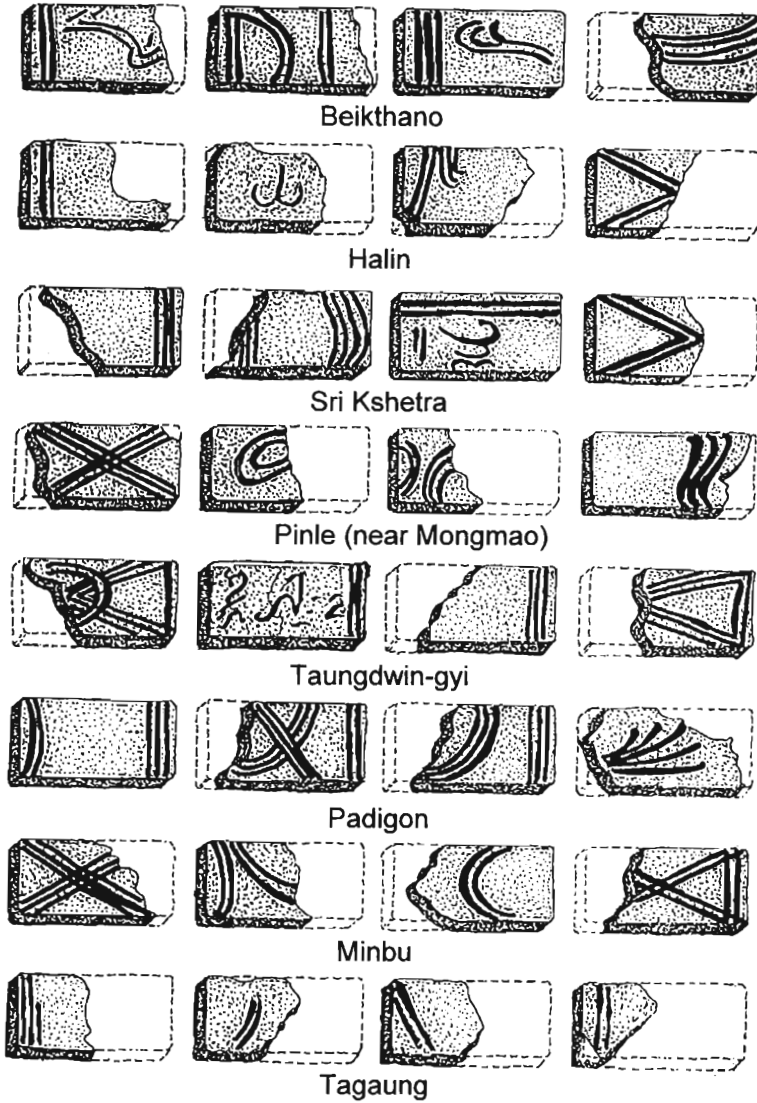 Beikthano
Halin
Sri Kshetra
Pinle (near Mongmao)
Taungdwin-gyi
Padigon
Minbu
Tagaung